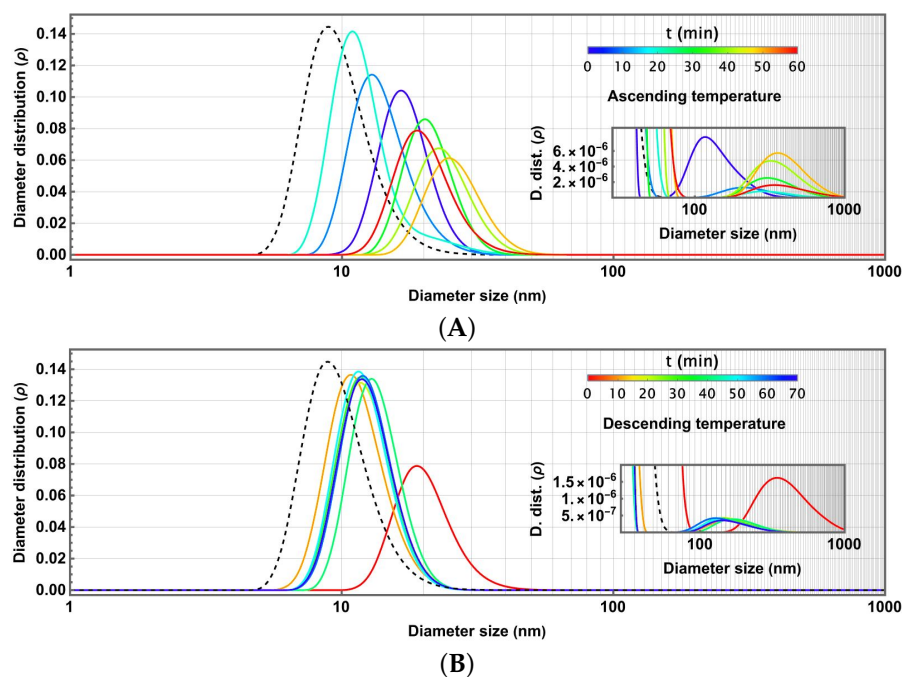 0.14
0.12
0.10
0.08
0.06
0.04
0.02
0.00
Diameter distribution (ρ)
1 10 100 1000
Diameter size (nm)
t (min)
0 10 20 30 40 50 60
Ascending temperature
D. dist. (ρ)
6.×10⁻⁶
4.×10⁻⁶
2.×10⁻⁶
100 1000
Diameter size (nm)
(A)
0.14
0.12
0.10
0.08
0.06
0.04
0.02
0.00
Diameter distribution (ρ)
1 10 100 1000
Diameter size (nm)
t (min)
0 10 20 30 40 50 60 70
Descending temperature
D. dist. (ρ)
1.5×10⁻⁶
1.×10⁻⁶
5.×10⁻⁷
100 1000
Diameter size (nm)
(B)